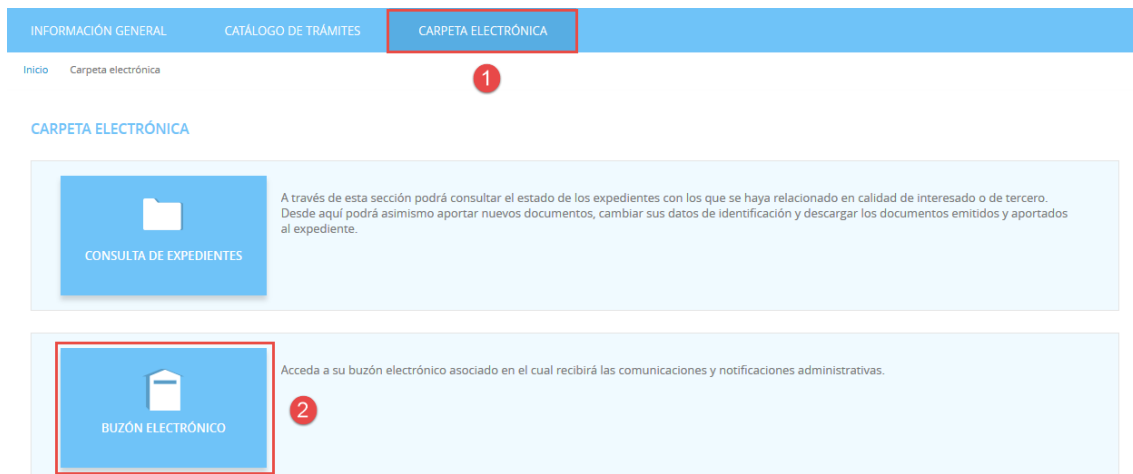 INFORMACIÓN GENERAL CATÁLOGO DE TRÁMITES CARPETA ELECTRÓNICA
Inicio Carpeta electrónica
1
CARPETA ELECTRÓNICA
A través de esta sección podrá consultar el estado de los expedientes con los que se haya relacionado en calidad de interesado o de tercero.
Desde aquí podrá asimismo aportar nuevos documentos, cambiar sus datos de identificación y descargar los documentos emitidos y aportados
al expediente.
CONSULTA DE EXPEDIENTES
Acceda a su buzón electrónico asociado en el cual recibirá las comunicaciones y notificaciones administrativas.
2
BUZÓN ELECTRÓNICO